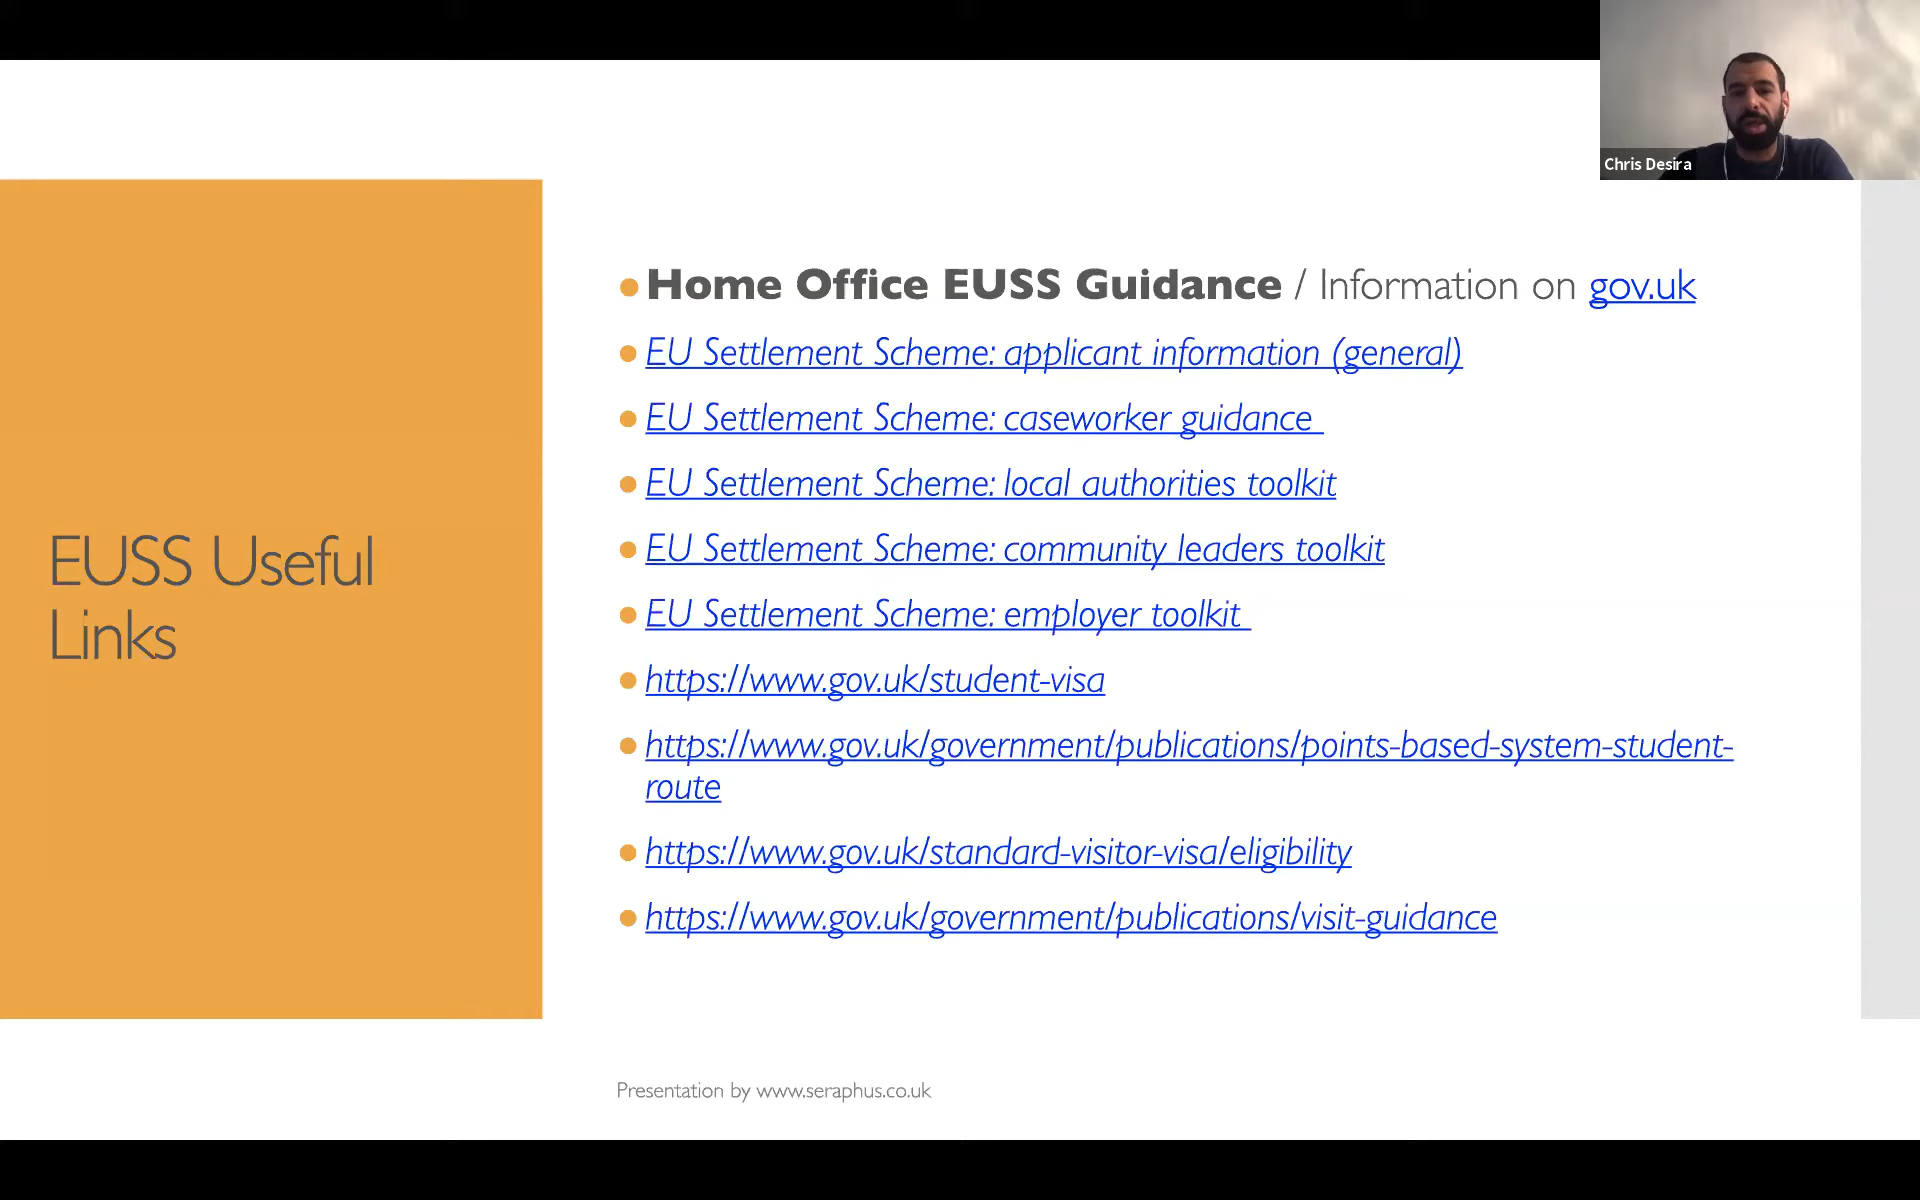 Chris Desira
EUSS Useful
Links
Home Office EUSS Guidance / Information on gov.uk
EU Settlement Scheme: applicant information (general)
EU Settlement Scheme: caseworker guidance
EU Settlement Scheme: local authorities toolkit
EU Settlement Scheme: community leaders toolkit
EU Settlement Scheme: employer toolkit
https://www.gov.uk/student-visa
https://www.gov.uk/government/publications/points-based-system-student-
route
https://www.gov.uk/standard-visitor-visa/eligibility
https://www.gov.uk/government/publications/visit-guidance
Presentation by www.seraphus.co.uk